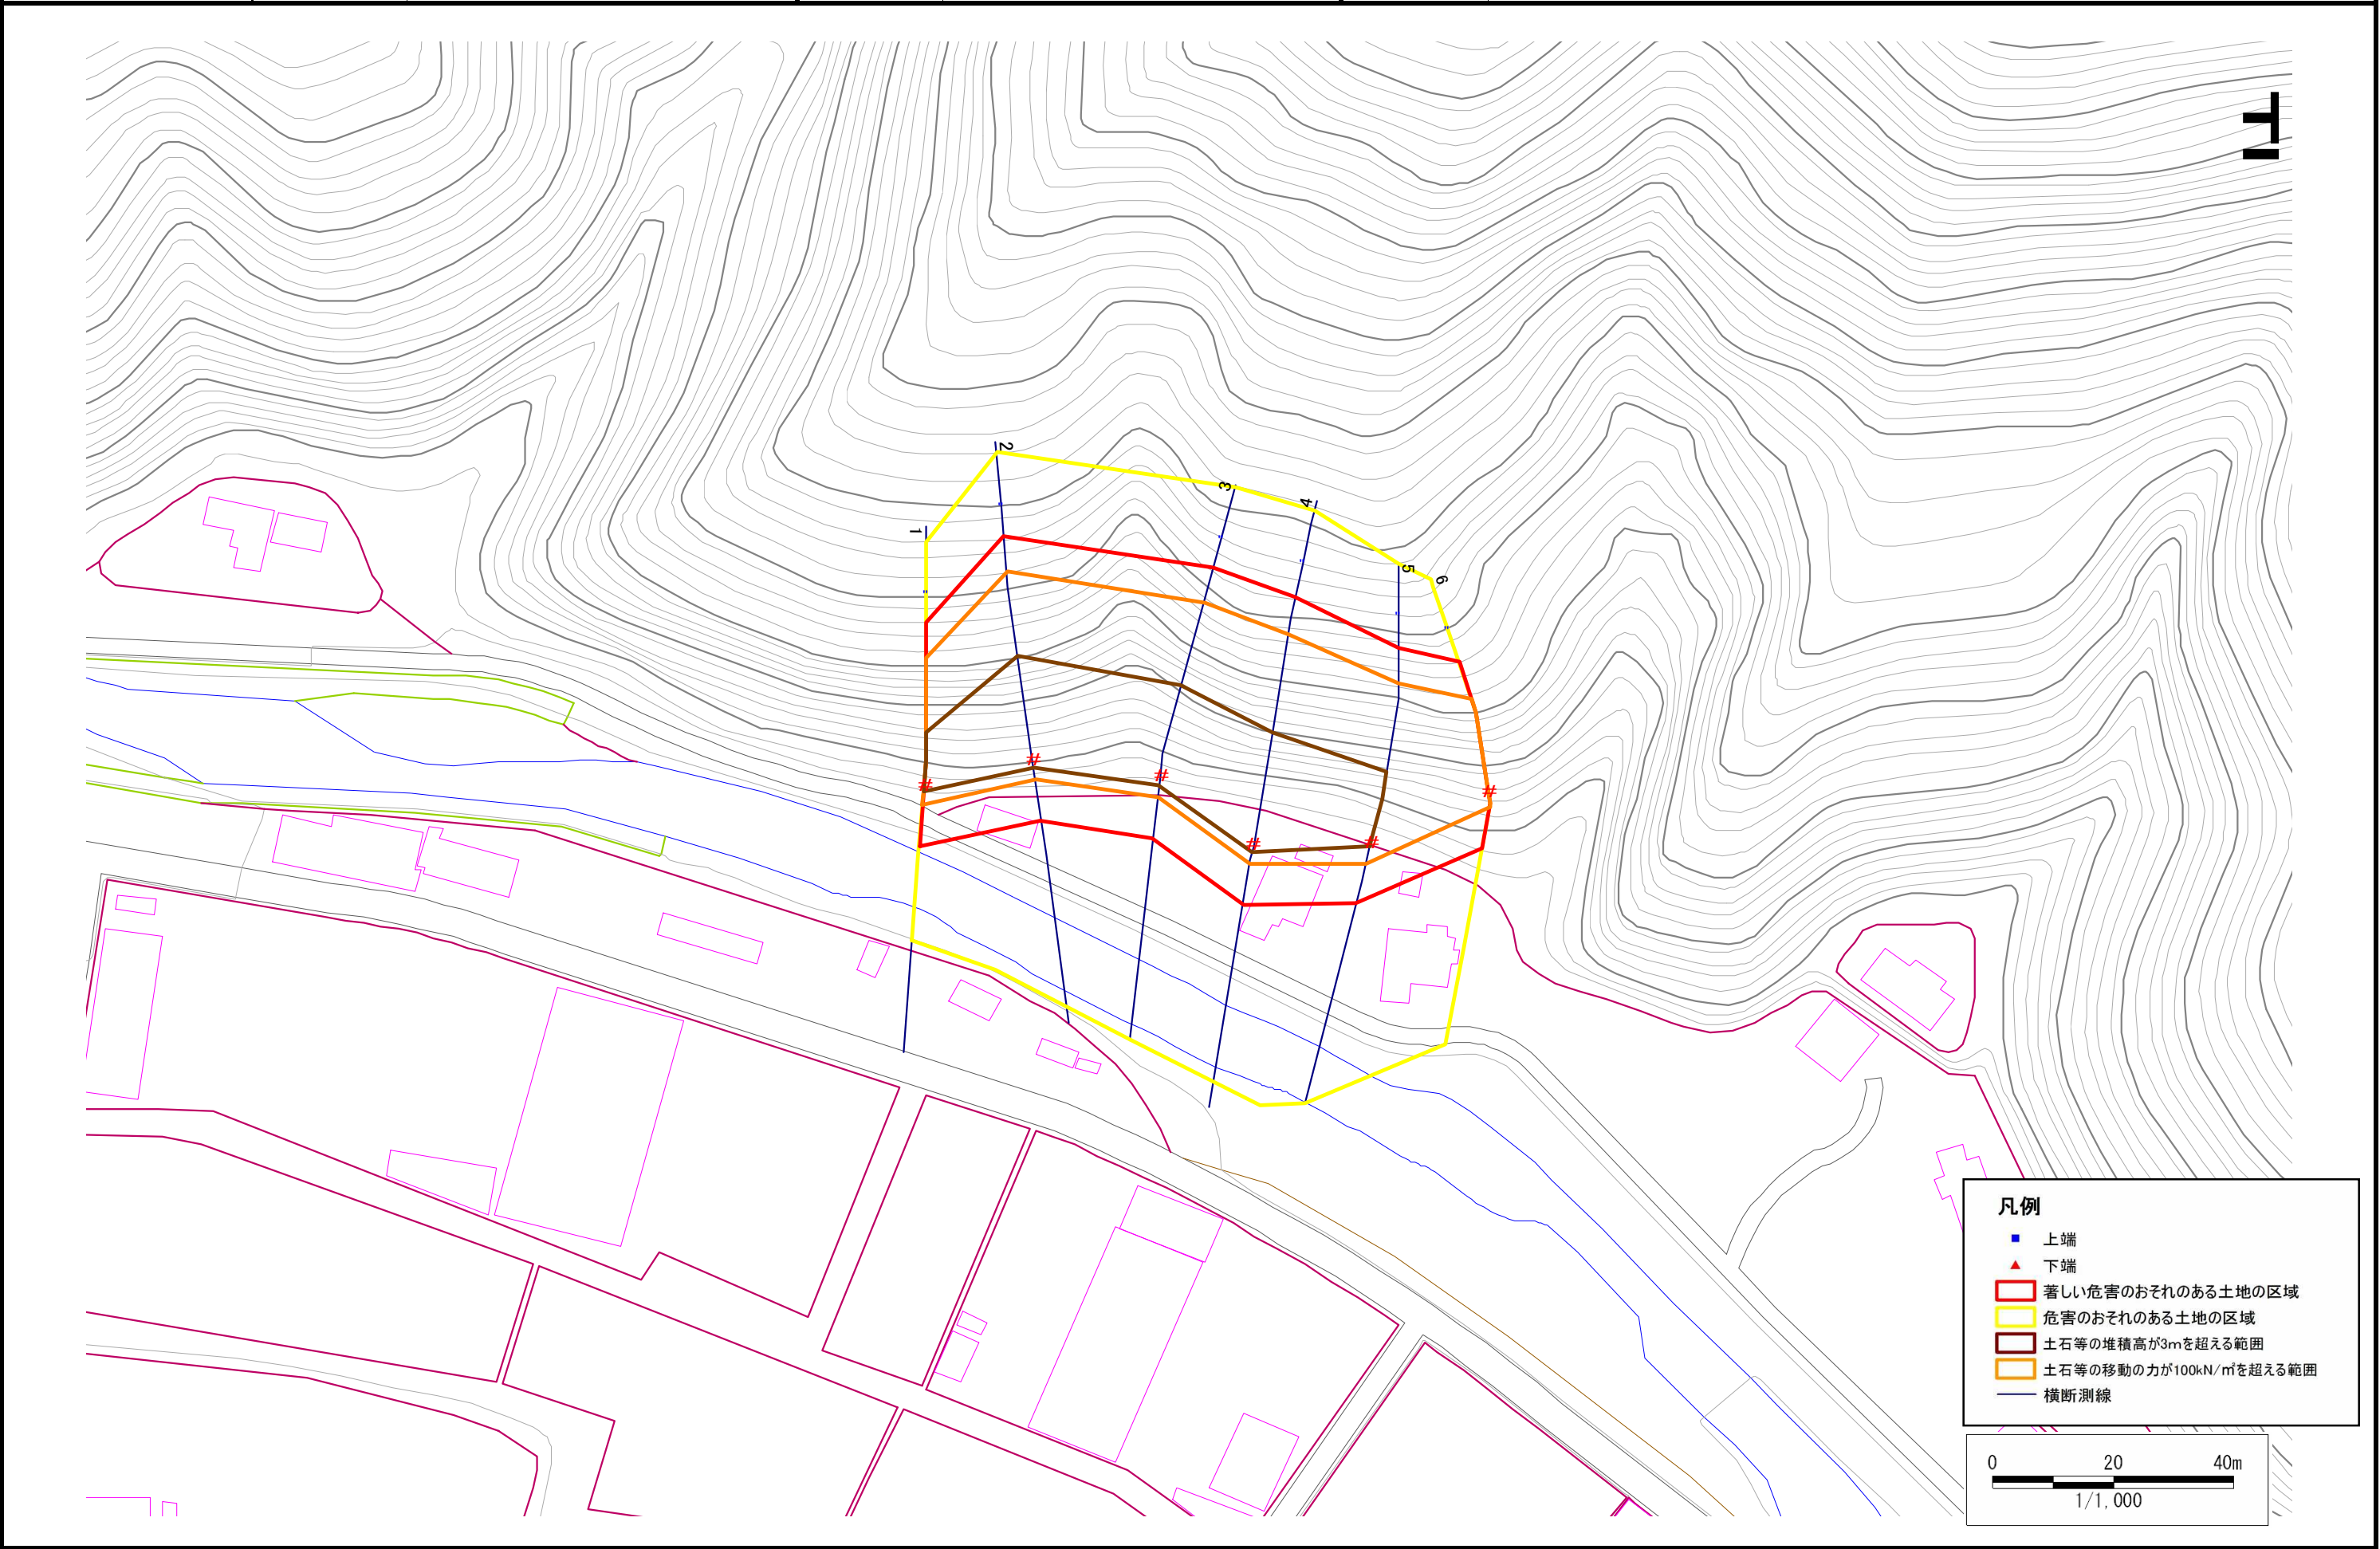 2
3
4
1
5
6
#
#
#
#
#
#
凡例
上端
下端
著しい危害のおそれのある土地の区域
危害のおそれのある土地の区域
土石等の堆積高が3mを超える範囲
土石等の移動の力が100kN/㎡を超える範囲
横断測線
0 20 40m
1/1,000